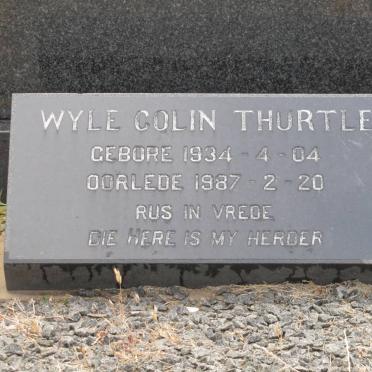 WYLE COLIN THURTLE
GEBORE 1934-4-04
OORLEDE 1987-2-20
RUS IN VREDE
DIE HERE IS MY HERDER